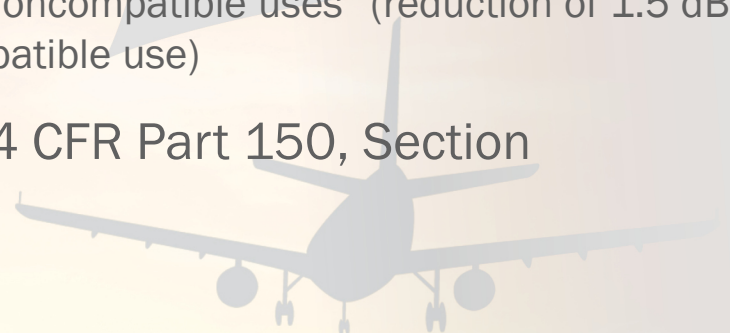 oncompatible uses" (reduction of 1.5 dB
patible use)
4 CFR Part 150, Section